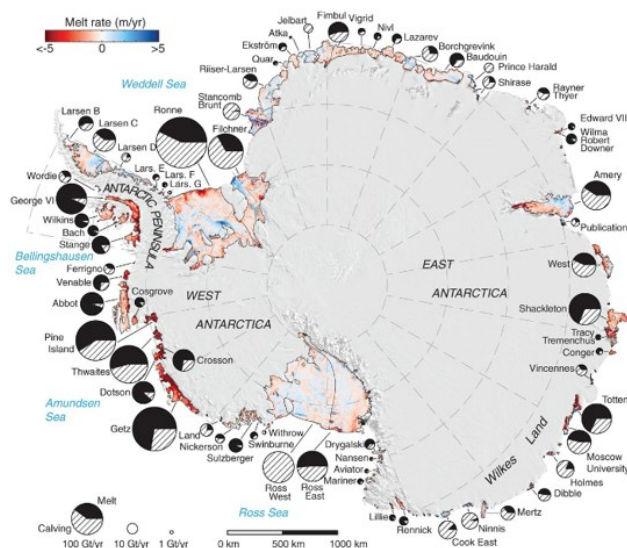 Melt rate (m/yr)
<-5 0 >5
Weddell Sea
Jelbart
Atka
Ekström
Quar
Riiser-Larsen
Stancomb
Brunt
Fimbul
Vigrid
Nivl
Lazarev
Borchgrevink
Baudouin
Prince Harald
Shirase
Rayner
Thyer
Edward VII
Wilma
Robert
Downer
Amery
Publication
West
Shackleton
Tracy
Tremenchus
Conger
Vincennes
Totten
Moscow
University
Holmes
Dibble
Mertz
Ninnis
Cook East
Rennick
Lillie
Wilkes Land
EAST
ANTARCTICA
WEST
ANTARCTICA
Larsen B
Larsen C
Larsen D
Lars. E
Lars. F
Lars. G
Ronne
Filchner
ANTARCTIC PENINSULA
Wordie
George VI
Wilkins
Bach
Stange
Bellingshausen
Sea
Ferrigno
Venable
Cosgrove
Abbot
Pine
Island
Thwaites
Crosson
Dotson
Amundsen
Sea
Getz
Land
Nickerson
Sulzberger
Swinburne
Withrow
Ross
West
Ross
East
Drygalski
Nansen
Aviator
Mariner
Ross Sea
Melt
Calving
100 Gt/yr
10 Gt/yr
1 Gt/yr
0 km 500 km 1000 km